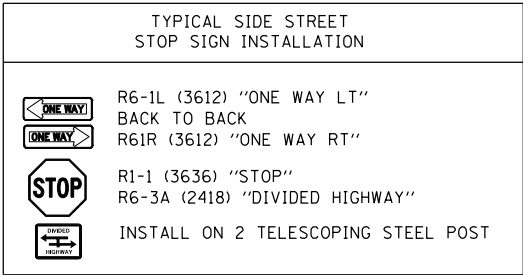 TYPICAL SIDE STREET
STOP SIGN INSTALLATION
ONE WAY
R6-1L (3612) "ONE WAY LT"
BACK TO BACK
ONE WAY
R61R (3612) "ONE WAY RT"
STOP
R1-1 (3636) "STOP"
R6-3A (2418) "DIVIDED HIGHWAY"
DIVIDED
HIGHWAY
INSTALL ON 2 TELESCOPING STEEL POST